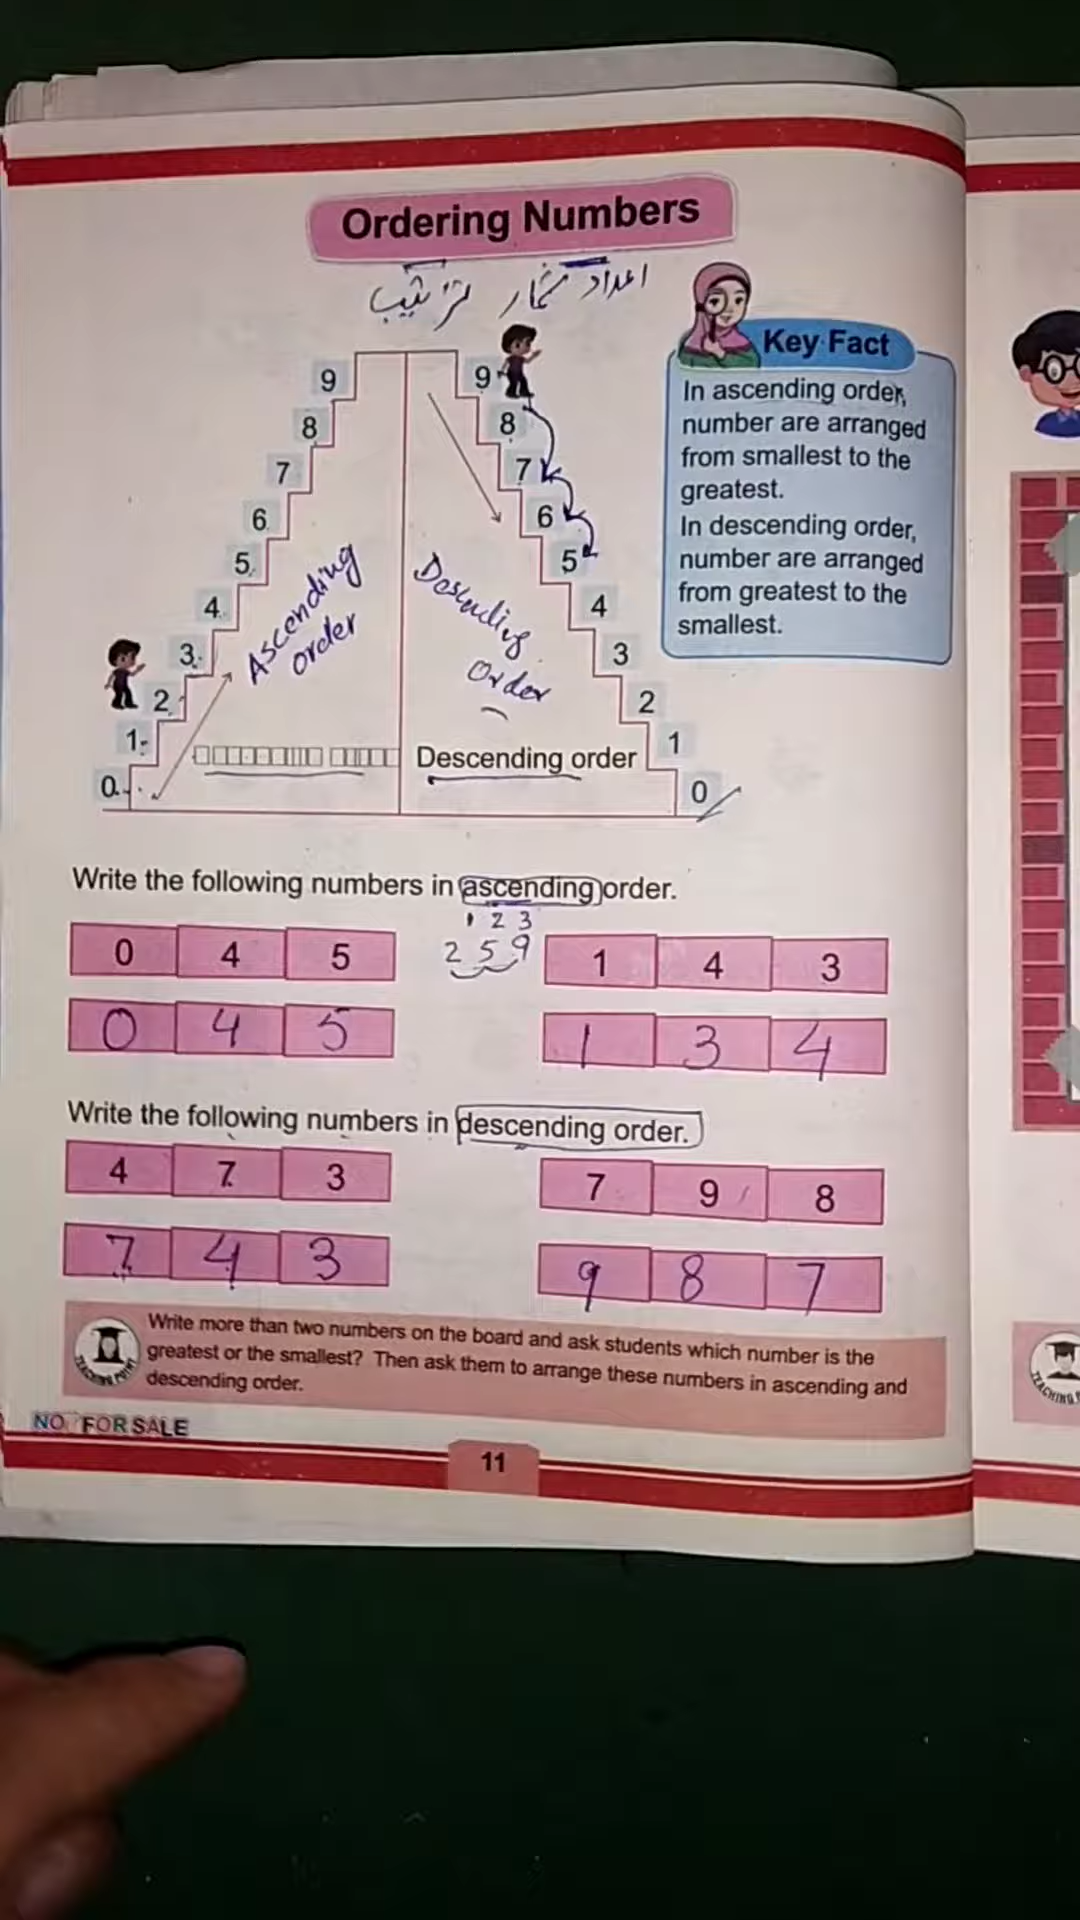 Ordering Numbers
اعداد شمار ترتیب
Key Fact
In ascending order,
number are arranged
from smallest to the
greatest.
In descending order,
number are arranged
from greatest to the
smallest.
9 9
8 8
7 7
6 6
5 5
4 4
3 3
2 2
1 1
0 0
Ascending
order
Descending
Order
Descending order
Write the following numbers in ascending order.
1 2 3
2 5 9
0 4 5 1 4 3
0 4 5 1 3 4
Write the following numbers in descending order.
4 7 3 7 9 8
7 4 3 9 8 7
TEACHING POINT
Write more than two numbers on the board and ask students which number is the
greatest or the smallest? Then ask them to arrange these numbers in ascending and
descending order.
NO FOR SALE
11